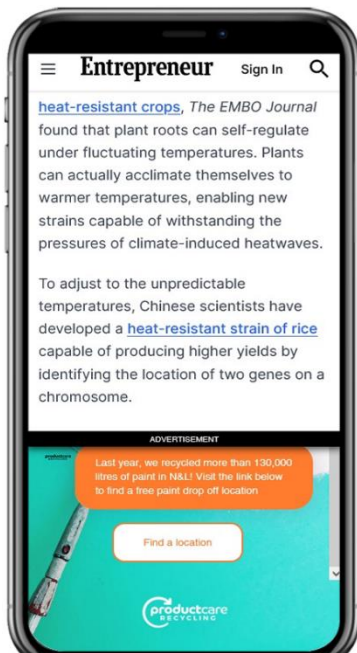 Entrepreneur Sign In
heat-resistant crops, The EMBO Journal
found that plant roots can self-regulate
under fluctuating temperatures. Plants
can actually acclimate themselves to
warmer temperatures, enabling new
strains capable of withstanding the
pressures of climate-induced heatwaves.
To adjust to the unpredictable
temperatures, Chinese scientists have
developed a heat-resistant strain of rice
capable of producing higher yields by
identifying the location of two genes on a
chromosome.
ADVERTISEMENT
productcare
Last year, we recycled more than 130,000
litres of paint in N&L! Visit the link below
to find a free paint drop off location
Find a location
productcare
RECYCLING